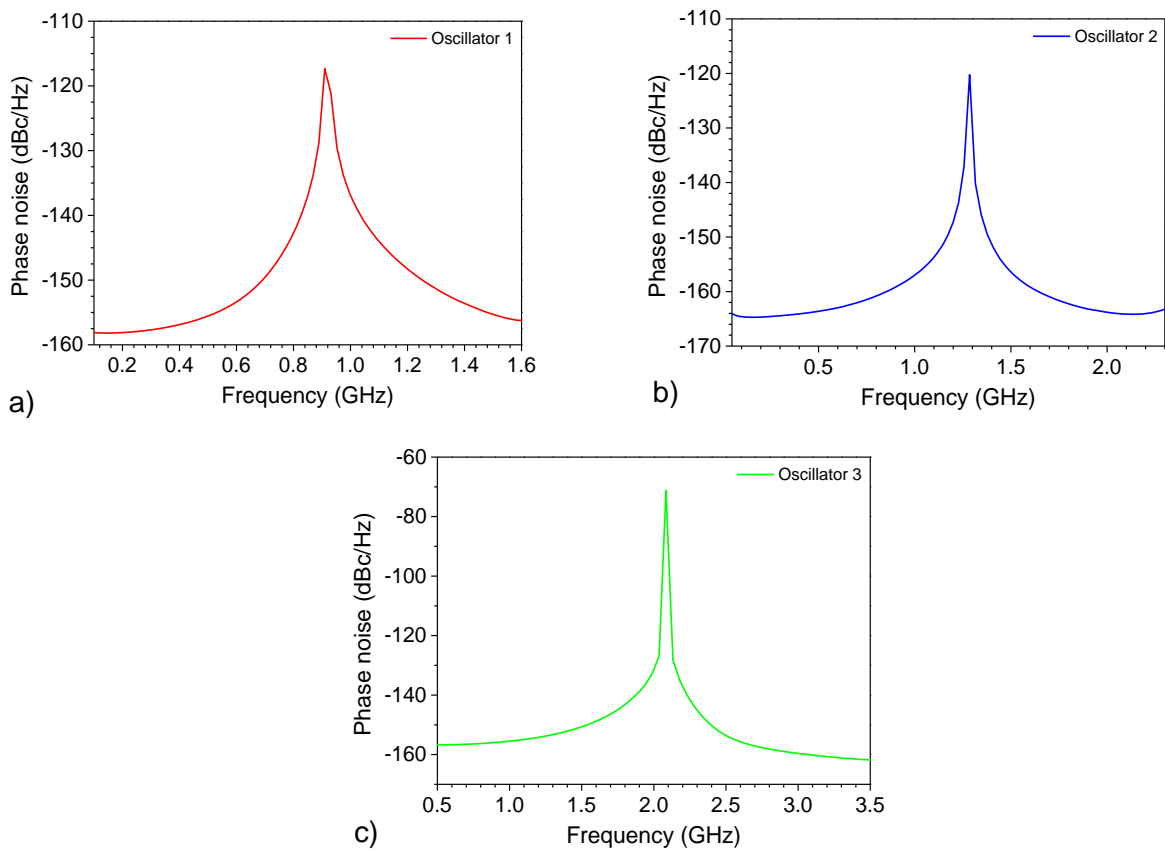 -110
-120
-130
-140
-150
-160
Phase noise (dBc/Hz)
Oscillator 1
0.2 0.4 0.6 0.8 1.0 1.2 1.4 1.6
Frequency (GHz)
a)
-110
-120
-130
-140
-150
-160
-170
Phase noise (dBc/Hz)
Oscillator 2
0.5 1.0 1.5 2.0
Frequency (GHz)
b)
-60
-80
-100
-120
-140
-160
Phase noise (dBc/Hz)
Oscillator 3
0.5 1.0 1.5 2.0 2.5 3.0 3.5
Frequency (GHz)
c)